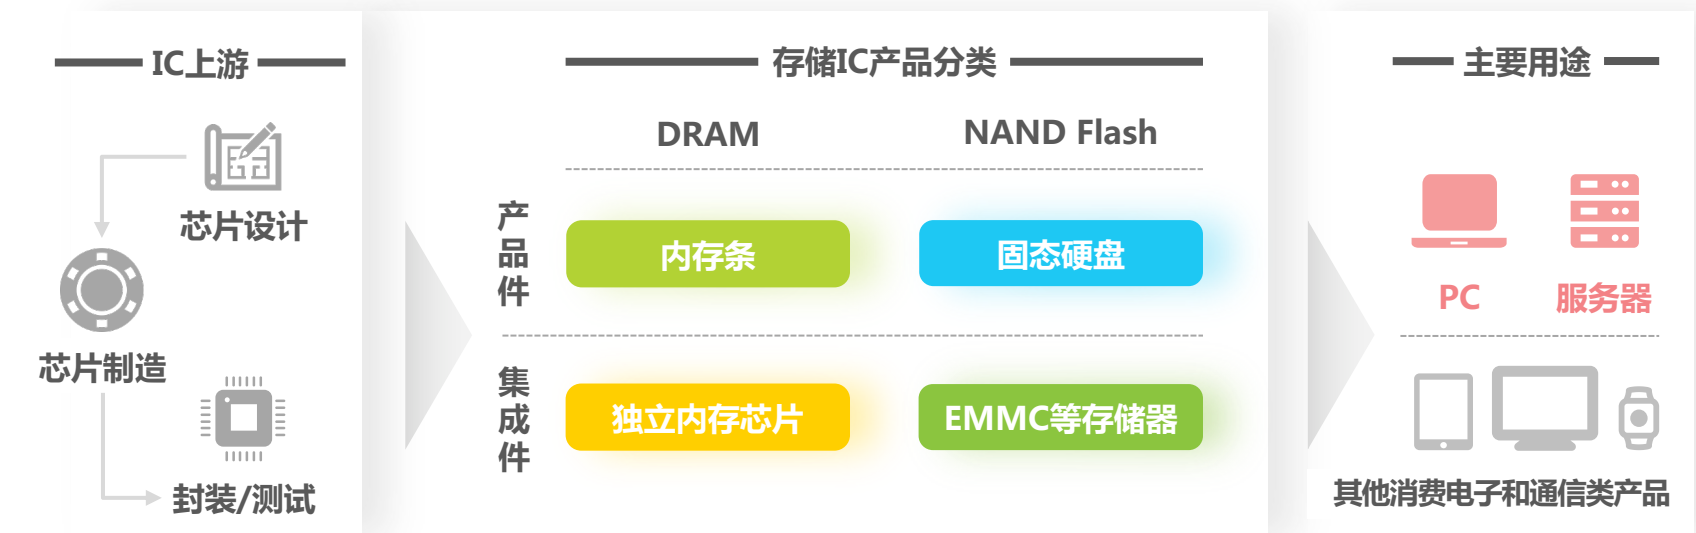 IC上游
芯片设计
芯片制造
封装/测试
存储IC产品分类
DRAM
NAND Flash
产品件
内存条
固态硬盘
集成件
独立内存芯片
EMMC等存储器
主要用途
PC
服务器
其他消费电子和通信类产品